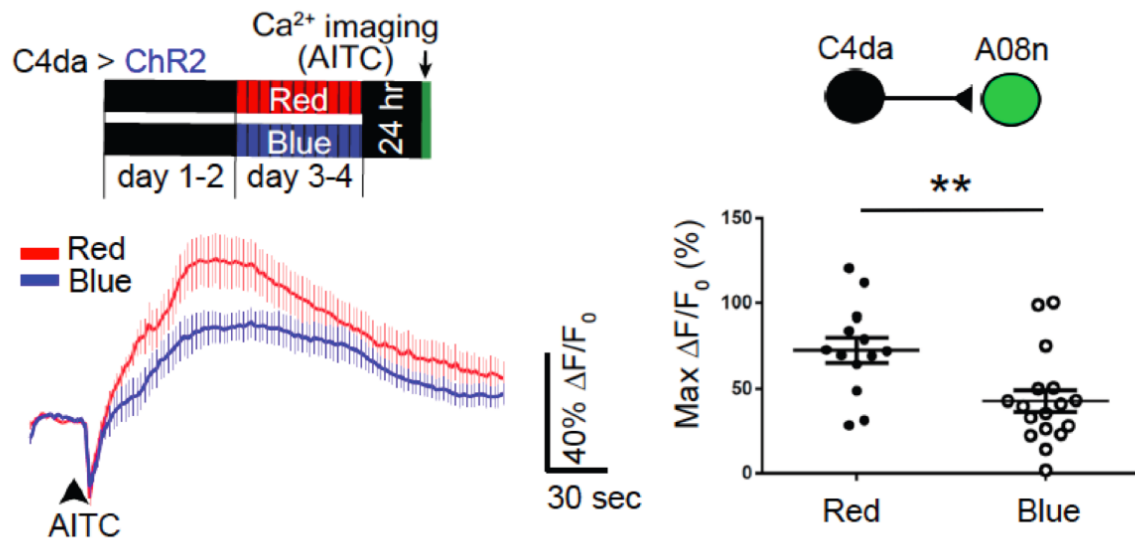 Ca²⁺ imaging
(AITC)
C4da > ChR2
Red
Blue
24 hr
day 1-2
day 3-4
Red
Blue
40% ΔF/F₀
30 sec
AITC
C4da
A08n
**
Max ΔF/F₀ (%)
150
100
50
0
Red
Blue